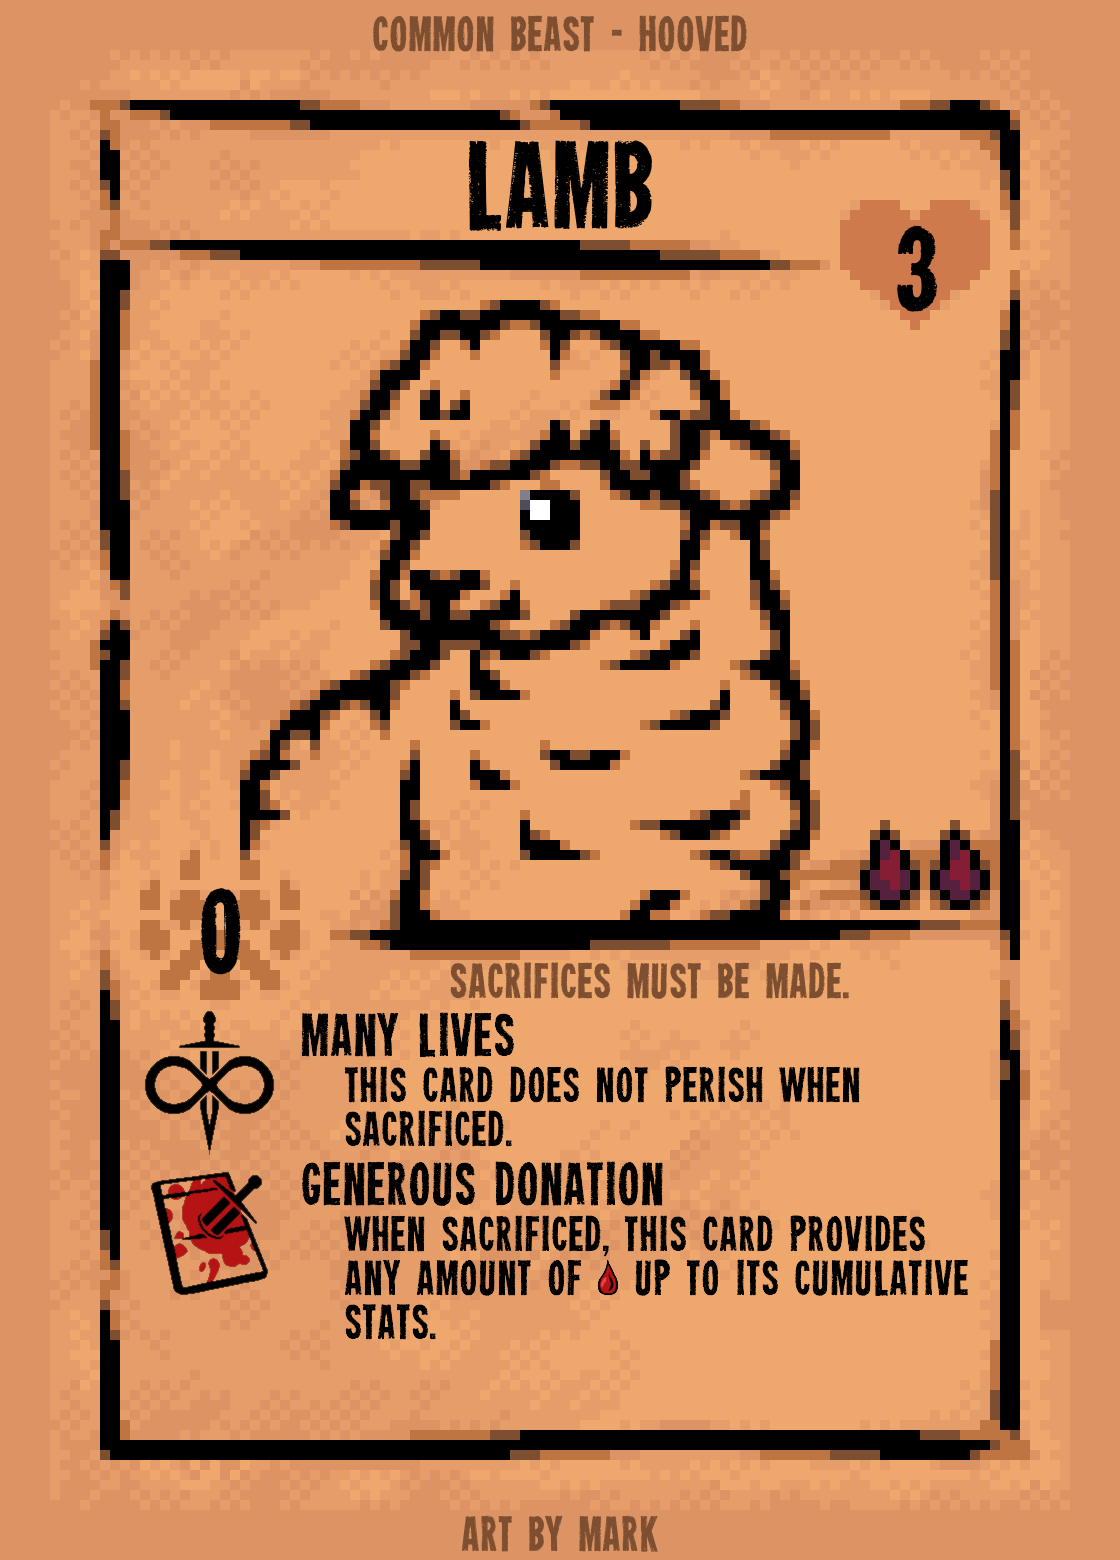 COMMON BEAST - HOOVED
LAMB
3
0
SACRIFICES MUST BE MADE.
MANY LIVES
THIS CARD DOES NOT PERISH WHEN
SACRIFICED.
GENEROUS DONATION
WHEN SACRIFICED, THIS CARD PROVIDES
ANY AMOUNT OF UP TO ITS CUMULATIVE
STATS.
ART BY MARK